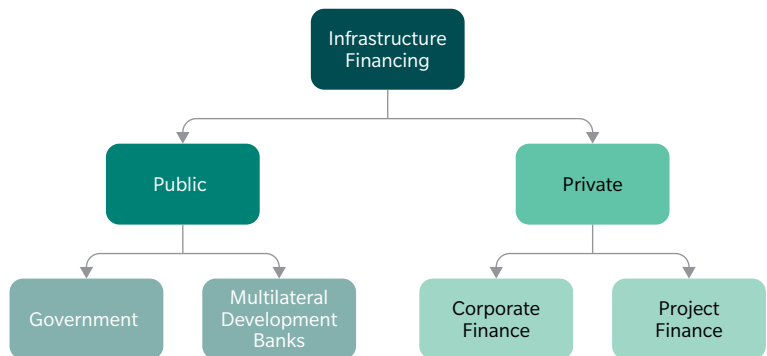 Infrastructure
Financing
Public
Private
Government
Multilateral
Development
Banks
Corporate
Finance
Project
Finance